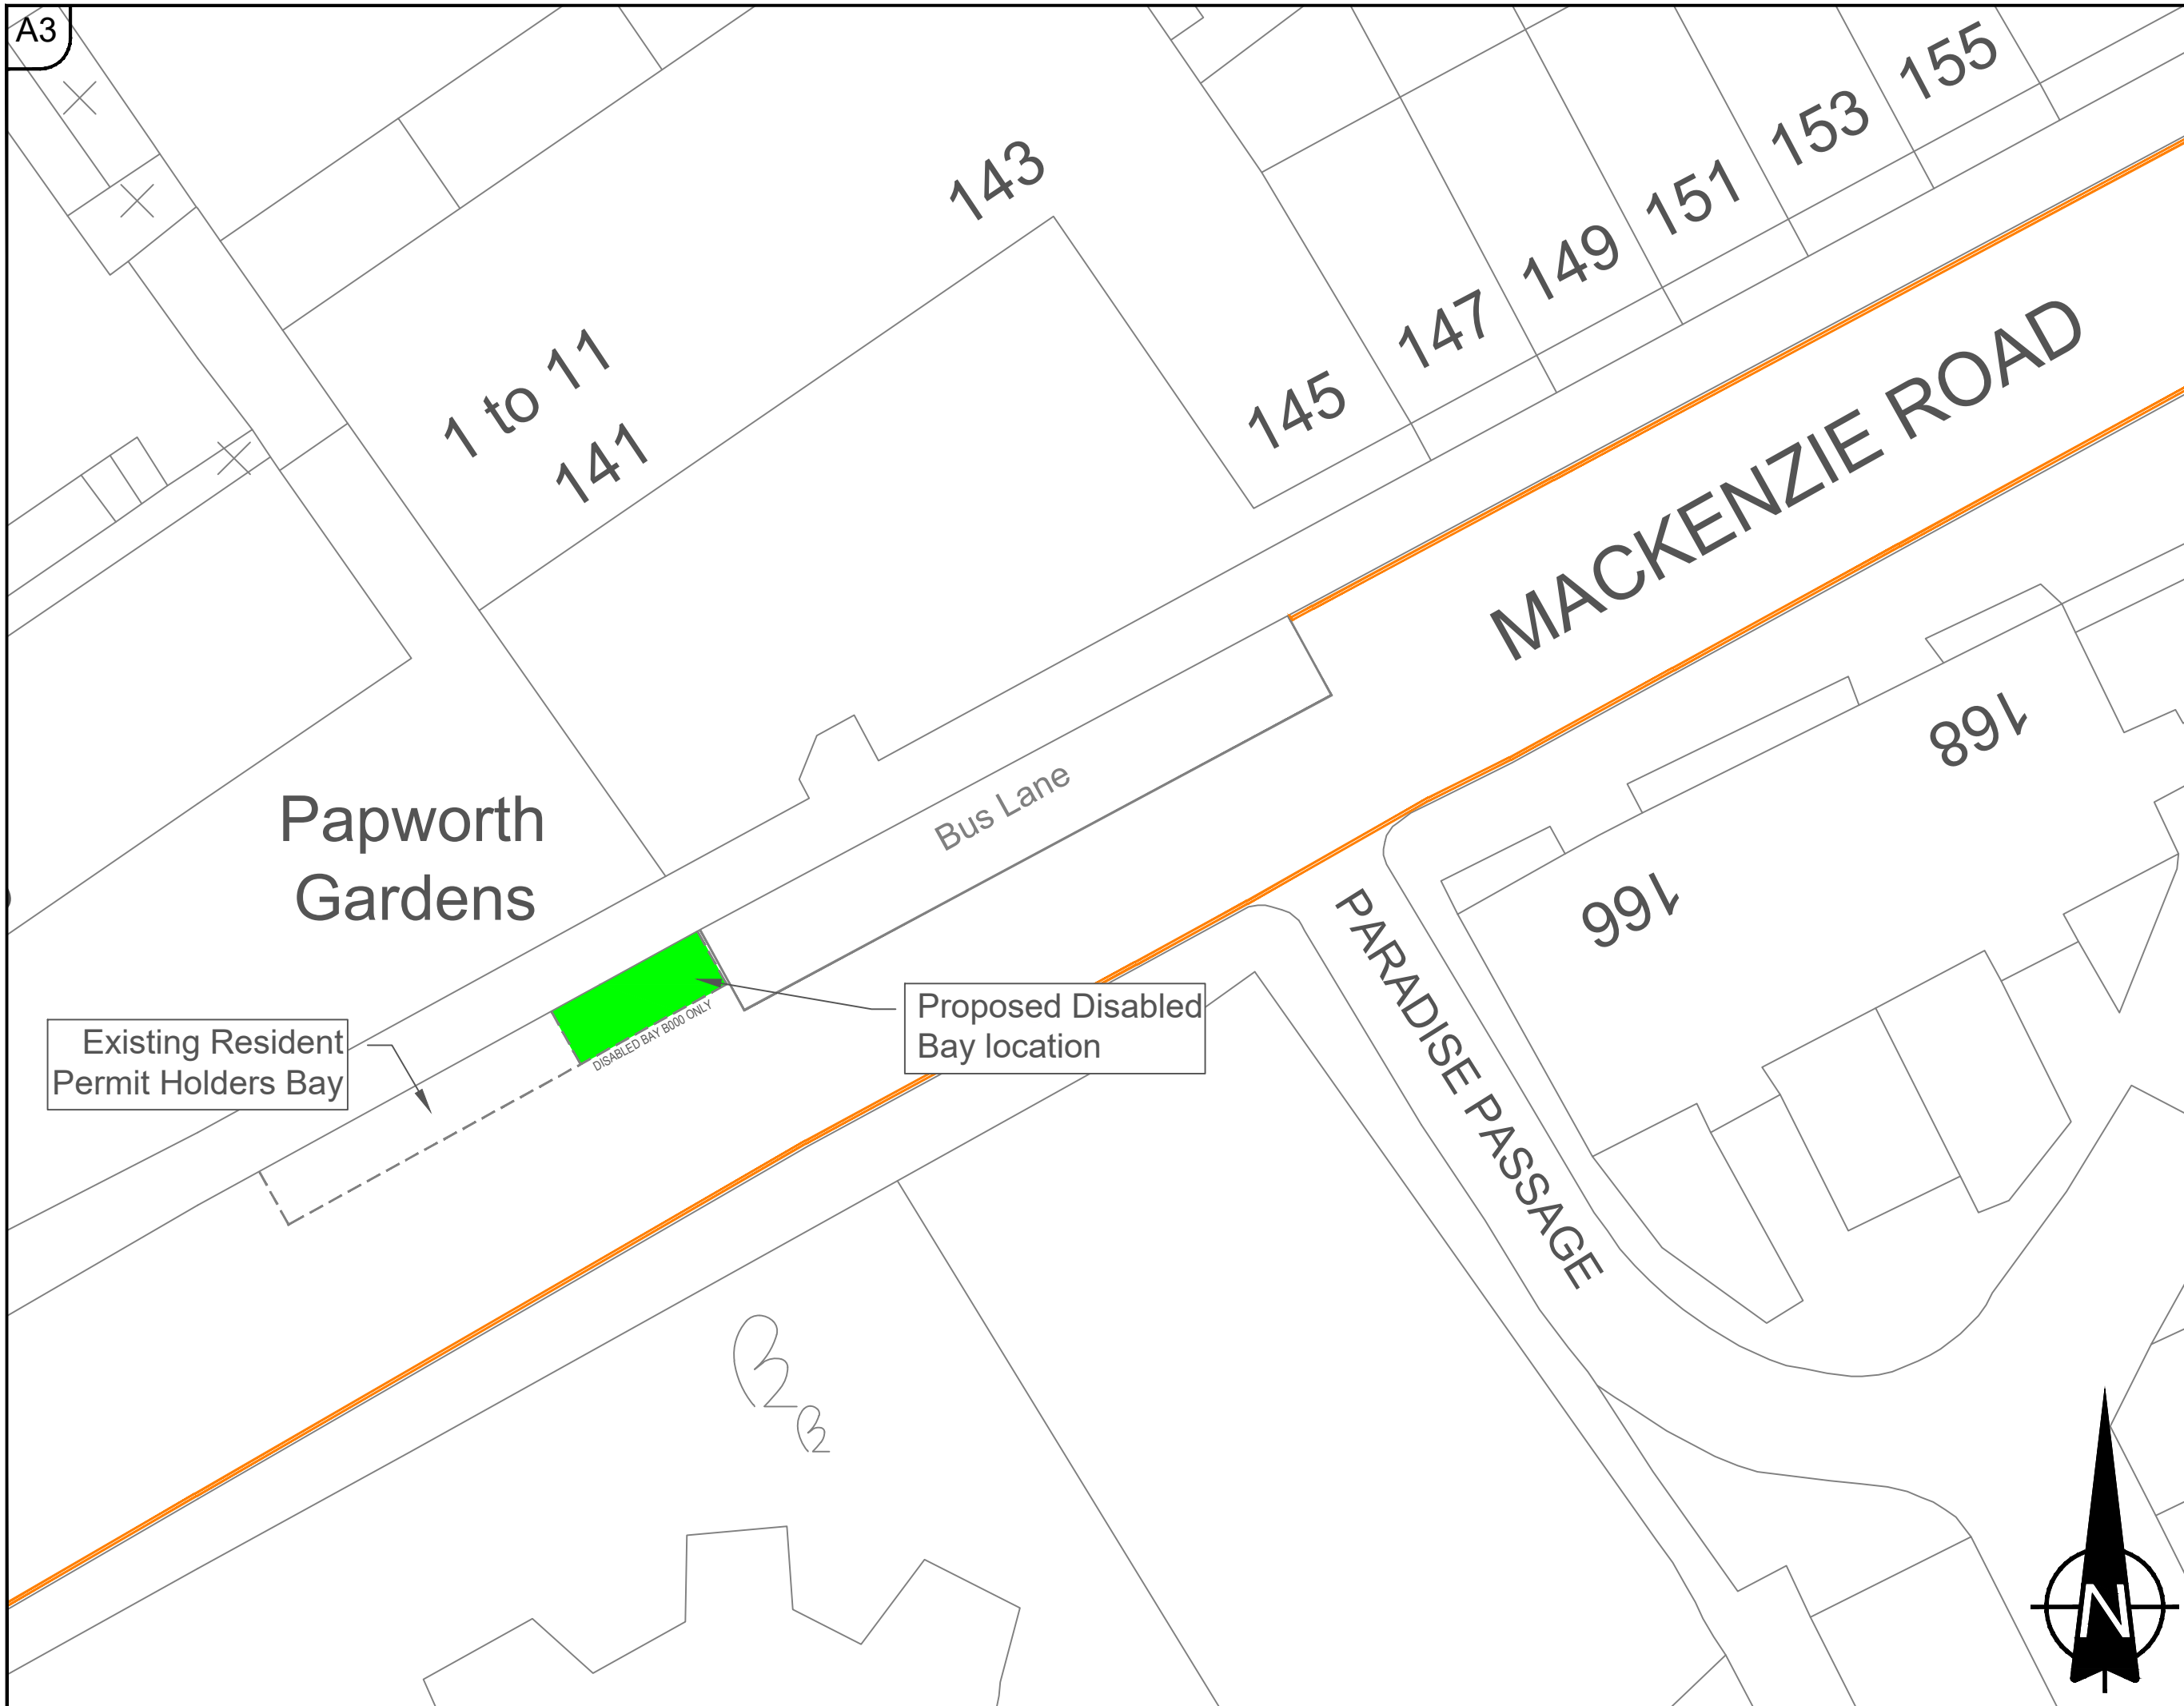 A3
155
153
151
149
147
145
143
1 to 11
141
MACKENZIE ROAD
168
166
Bus Lane
Papworth
Gardens
PARADISE PASSAGE
Proposed Disabled
Bay location
DISABLED BAY B000 ONLY
Existing Resident
Permit Holders Bay
N